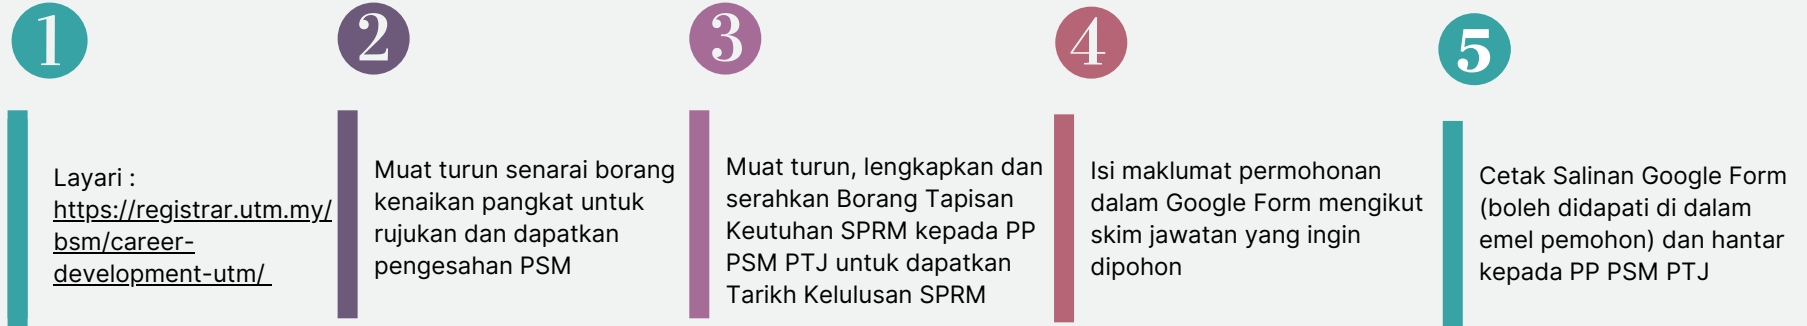 1
Layari :
https://registrar.utm.my/
bsm/career-
development-utm/
2
Muat turun senarai borang
kenaikan pangkat untuk
rujukan dan dapatkan
pengesahan PSM
3
Muat turun, lengkapkan dan
serahkan Borang Tapisan
Keutuhan SPRM kepada PP
PSM PTJ untuk dapatkan
Tarikh Kelulusan SPRM
4
Isi maklumat permohonan
dalam Google Form mengikut
skim jawatan yang ingin
dipohon
5
Cetak Salinan Google Form
(boleh didapati di dalam
emel pemohon) dan hantar
kepada PP PSM PTJ